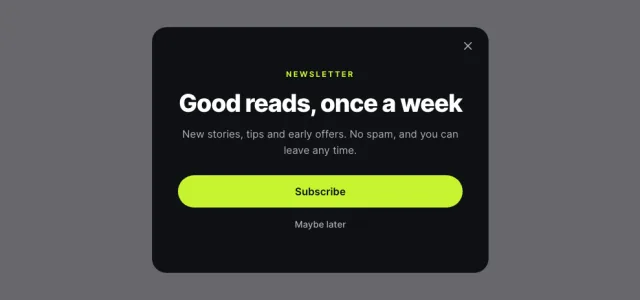 NEWSLETTER
Good reads, once a week
New stories, tips and early offers. No spam, and you can
leave any time.
Subscribe
Maybe later